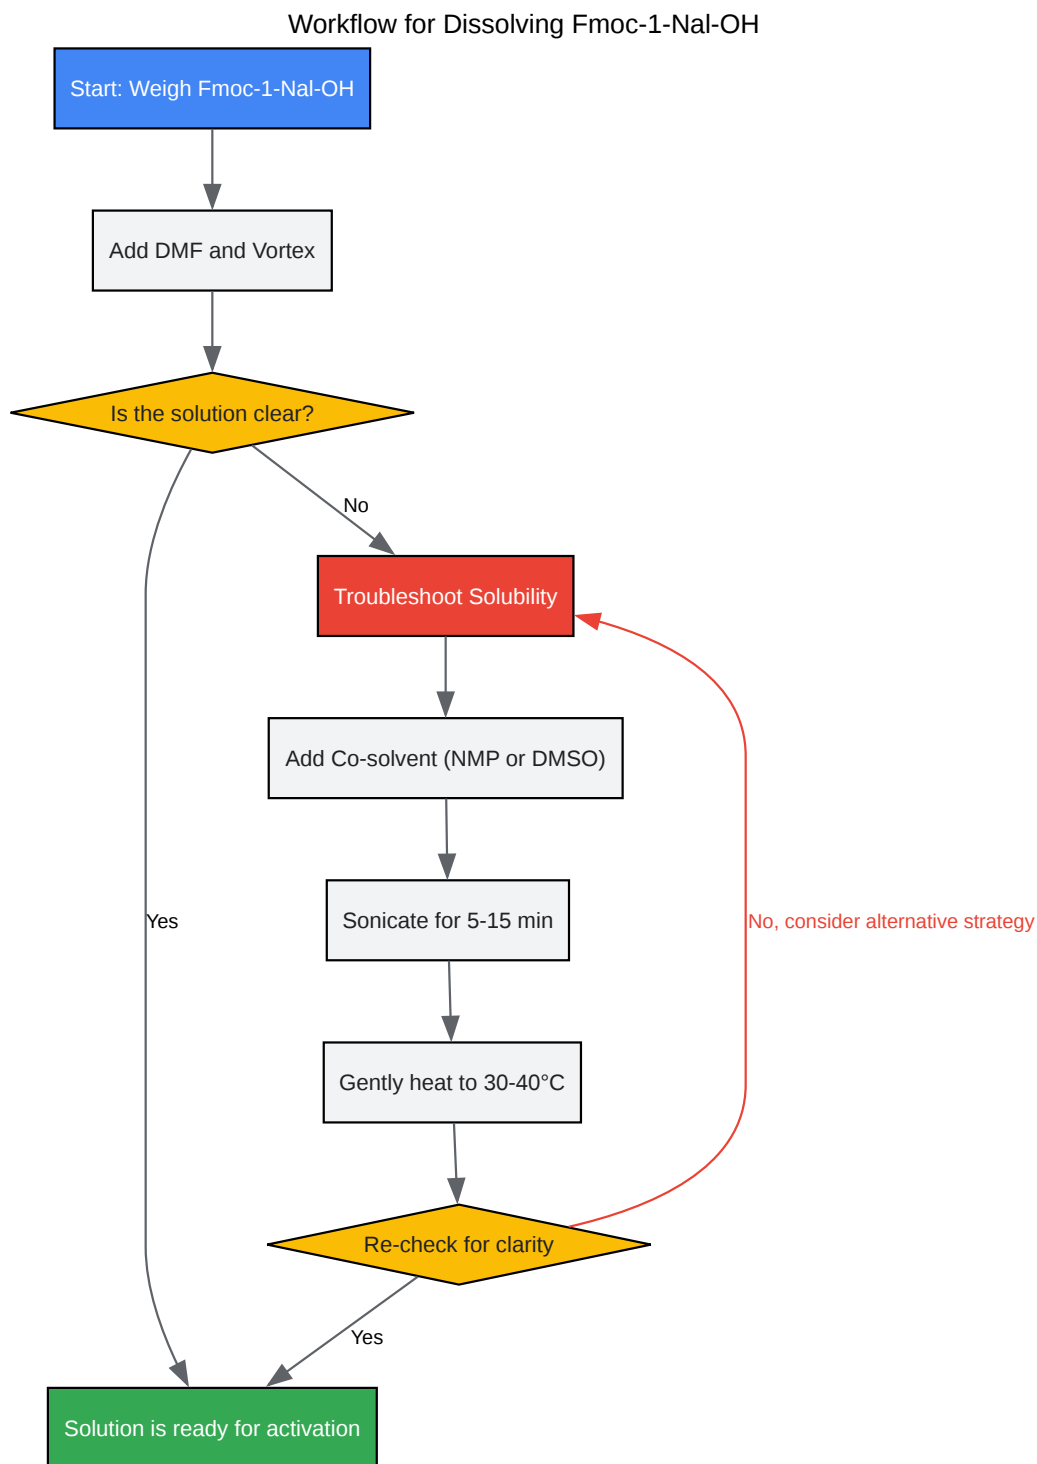 Workflow for Dissolving Fmoc-1-Nal-OH
Start: Weigh Fmoc-1-Nal-OH
Add DMF and Vortex
Is the solution clear?
No
Troubleshoot Solubility
Add Co-solvent (NMP or DMSO)
Sonicate for 5-15 min
Yes
No, consider alternative strategy
Gently heat to 30-40°C
Re-check for clarity
Yes
Solution is ready for activation